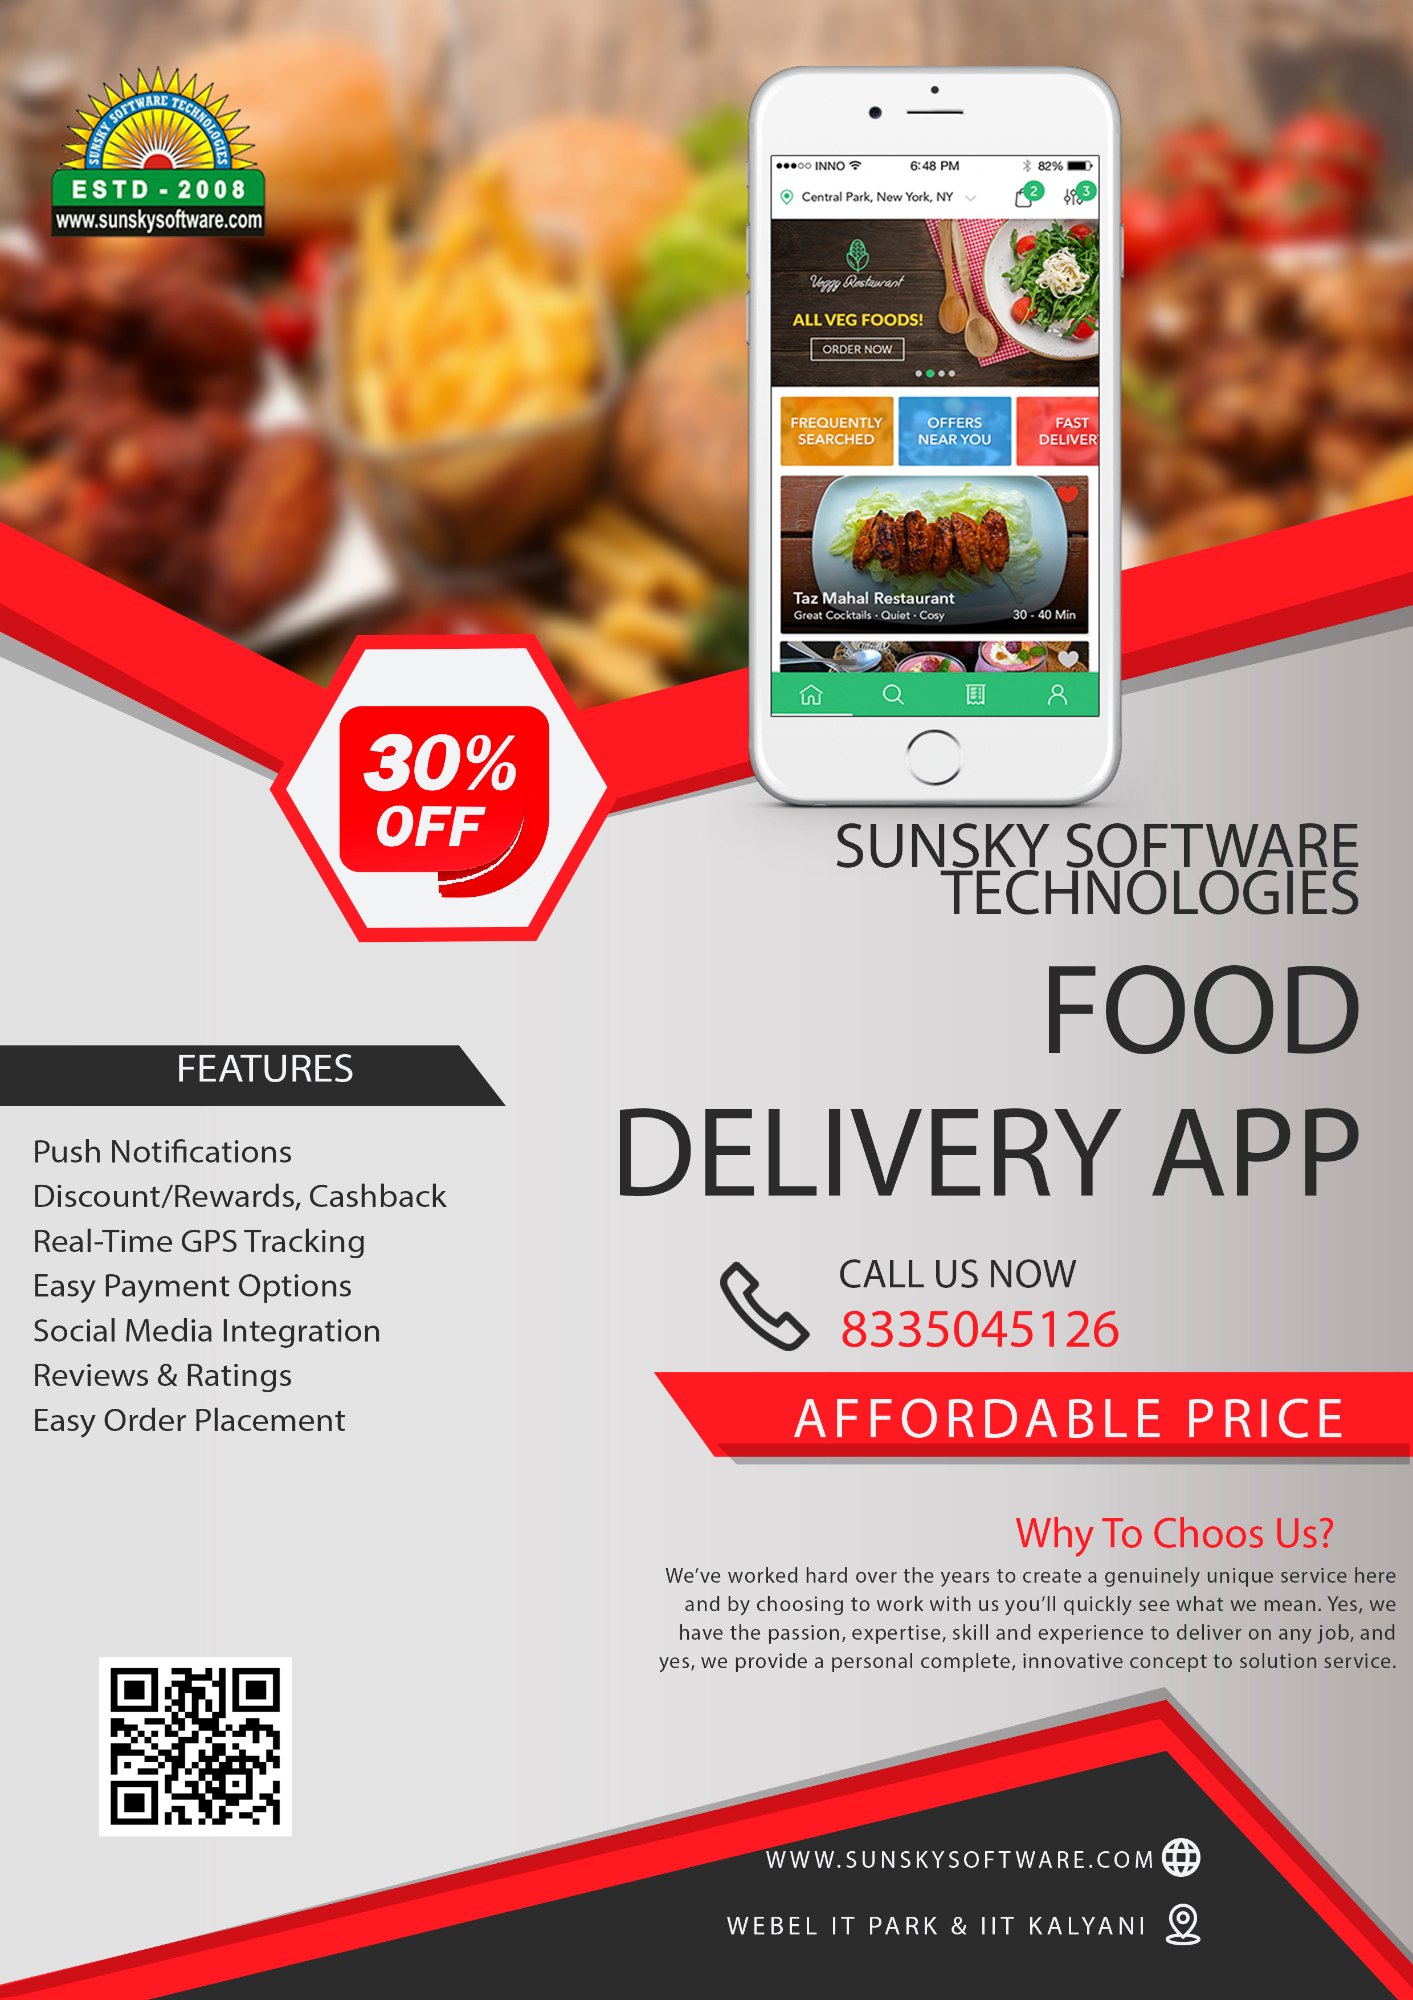 SUNSKY SOFTWARE TECHNOLOGIES
ESTD - 2008
www.sunskysoftware.com
INNO
6:48 PM
82%
Central Park, New York, NY
2
3
Veggy Restaurant
ALL VEG FOODS!
ORDER NOW
FREQUENTLY
SEARCHED
OFFERS
NEAR YOU
FAST
DELIVER
Taz Mahal Restaurant
Great Cocktails · Quiet · Cosy
30 - 40 Min
30%
OFF
SUNSKY SOFTWARE
TECHNOLOGIES
FOOD
DELIVERY APP
FEATURES
Push Notifications
Discount/Rewards, Cashback
Real-Time GPS Tracking
Easy Payment Options
Social Media Integration
Reviews & Ratings
Easy Order Placement
CALL US NOW
8335045126
AFFORDABLE PRICE
Why To Choos Us?
We've worked hard over the years to create a genuinely unique service here
and by choosing to work with us you'll quickly see what we mean. Yes, we
have the passion, expertise, skill and experience to deliver on any job, and
yes, we provide a personal complete, innovative concept to solution service.
WWW.SUNSKYSOFTWARE.COM
WEBEL IT PARK & IIT KALYANI